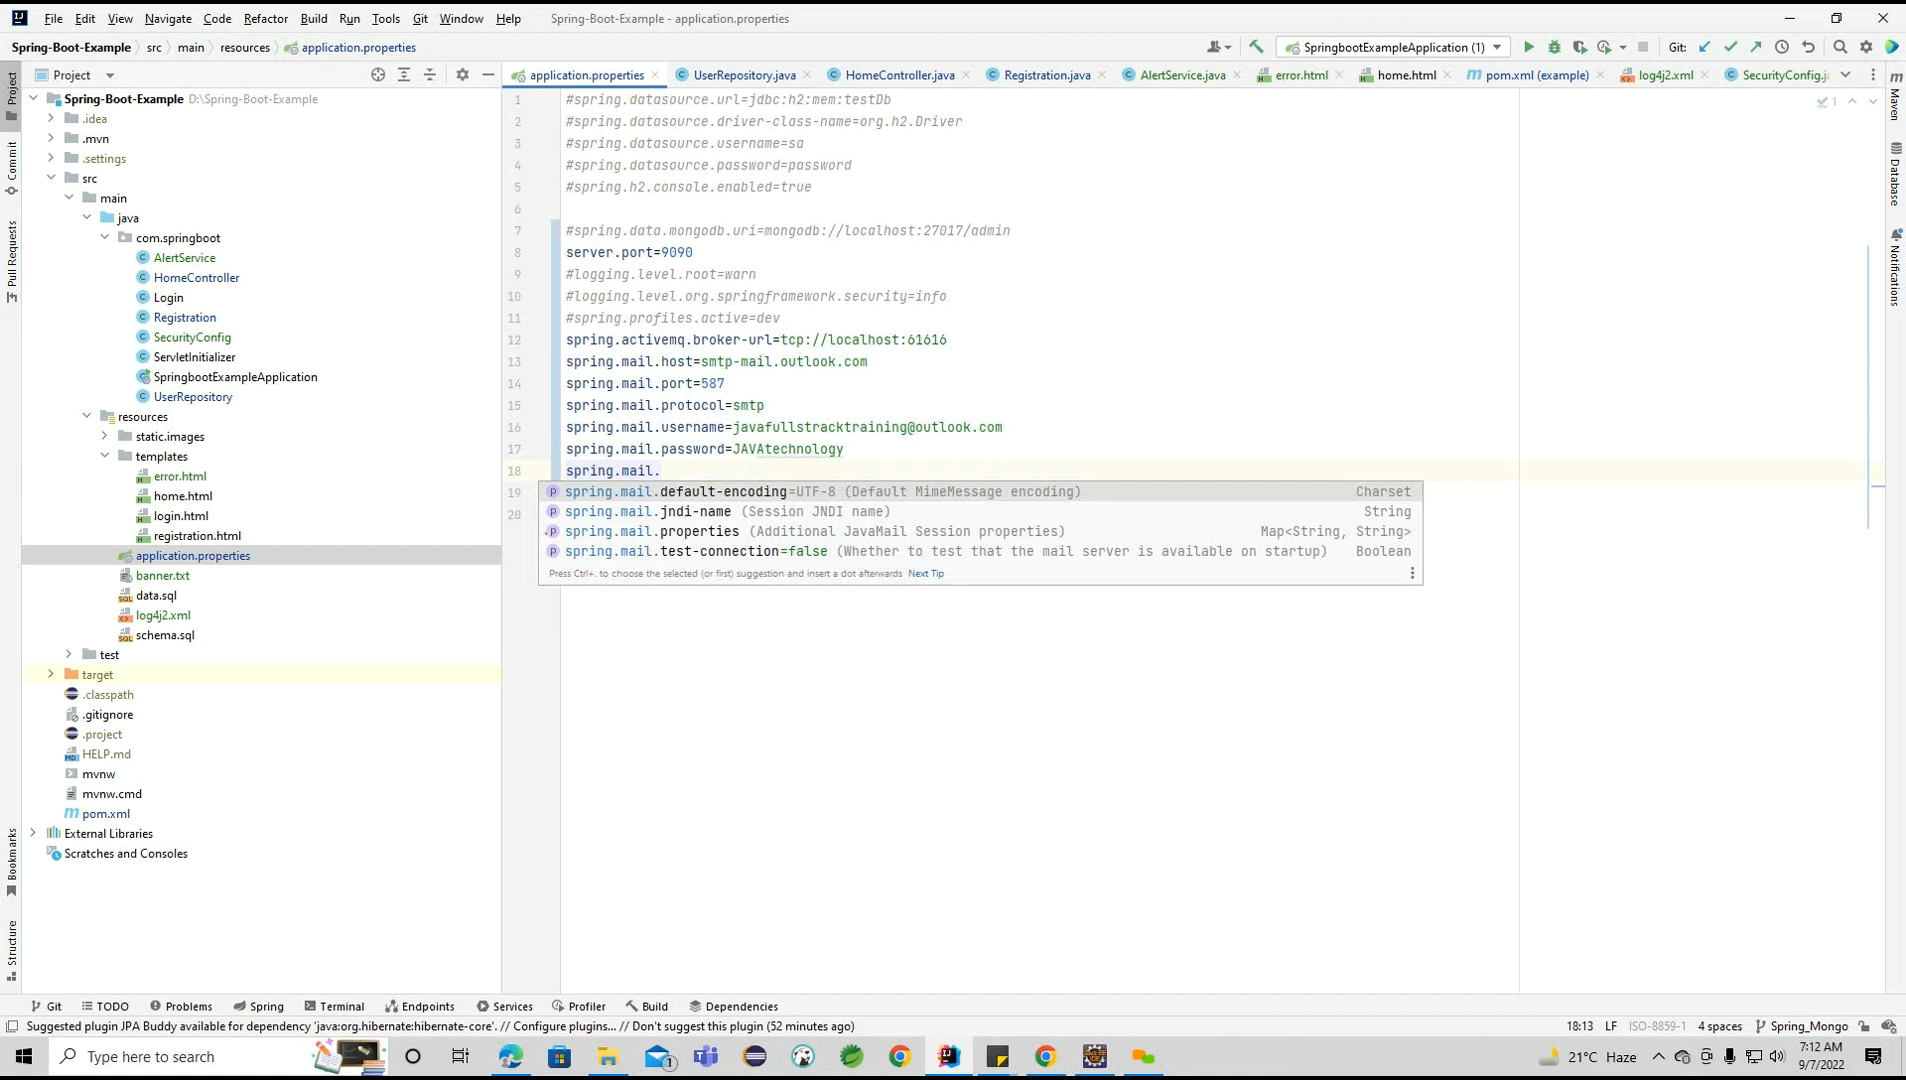 File Edit View Navigate Code Refactor Build Run Tools Git Window Help Spring-Boot-Example - application.properties
Spring-Boot-Example src main resources application.properties SpringbootExampleApplication (1) Git:
Project application.properties UserRepository.java HomeController.java Registration.java AlertService.java error.html home.html pom.xml (example) log4j2.xml SecurityConfig.j
Spring-Boot-Example D:\Spring-Boot-Example
.idea
.mvn
.settings
src
main
java
com.springboot
AlertService
HomeController
Login
Registration
SecurityConfig
ServletInitializer
SpringbootExampleApplication
UserRepository
resources
static.images
templates
error.html
home.html
login.html
registration.html
application.properties
banner.txt
data.sql
log4j2.xml
schema.sql
test
target
.classpath
.gitignore
.project
HELP.md
mvnw
mvnw.cmd
pom.xml
External Libraries
Scratches and Consoles
1 #spring.datasource.url=jdbc:h2:mem:testDb
2 #spring.datasource.driver-class-name=org.h2.Driver
3 #spring.datasource.username=sa
4 #spring.datasource.password=password
5 #spring.h2.console.enabled=true
6
7 #spring.data.mongodb.uri=mongodb://localhost:27017/admin
8 server.port=9090
9 #logging.level.root=warn
10 #logging.level.org.springframework.security=info
11 #spring.profiles.active=dev
12 spring.activemq.broker-url=tcp://localhost:61616
13 spring.mail.host=smtp-mail.outlook.com
14 spring.mail.port=587
15 spring.mail.protocol=smtp
16 spring.mail.username=javafullstracktraining@outlook.com
17 spring.mail.password=JAVAtechnology
18 spring.mail.
19
20
spring.mail.default-encoding=UTF-8 (Default MimeMessage encoding) Charset
spring.mail.jndi-name (Session JNDI name) String
spring.mail.properties (Additional JavaMail Session properties) Map<String, String>
spring.mail.test-connection=false (Whether to test that the mail server is available on startup) Boolean
Press Ctrl+. to choose the selected (or first) suggestion and insert a dot afterwards Next Tip
1
Project
Commit
Pull Requests
Bookmarks
Structure
Maven
Database
Notifications
Git TODO Problems Spring Terminal Endpoints Services Profiler Build Dependencies
Suggested plugin JPA Buddy available for dependency 'java:org.hibernate:hibernate-core'. // Configure plugins... // Don't suggest this plugin (52 minutes ago) 18:13 LF ISO-8859-1 4 spaces Spring_Mongo
Type here to search 1 21°C Haze 7:12 AM
9/7/2022